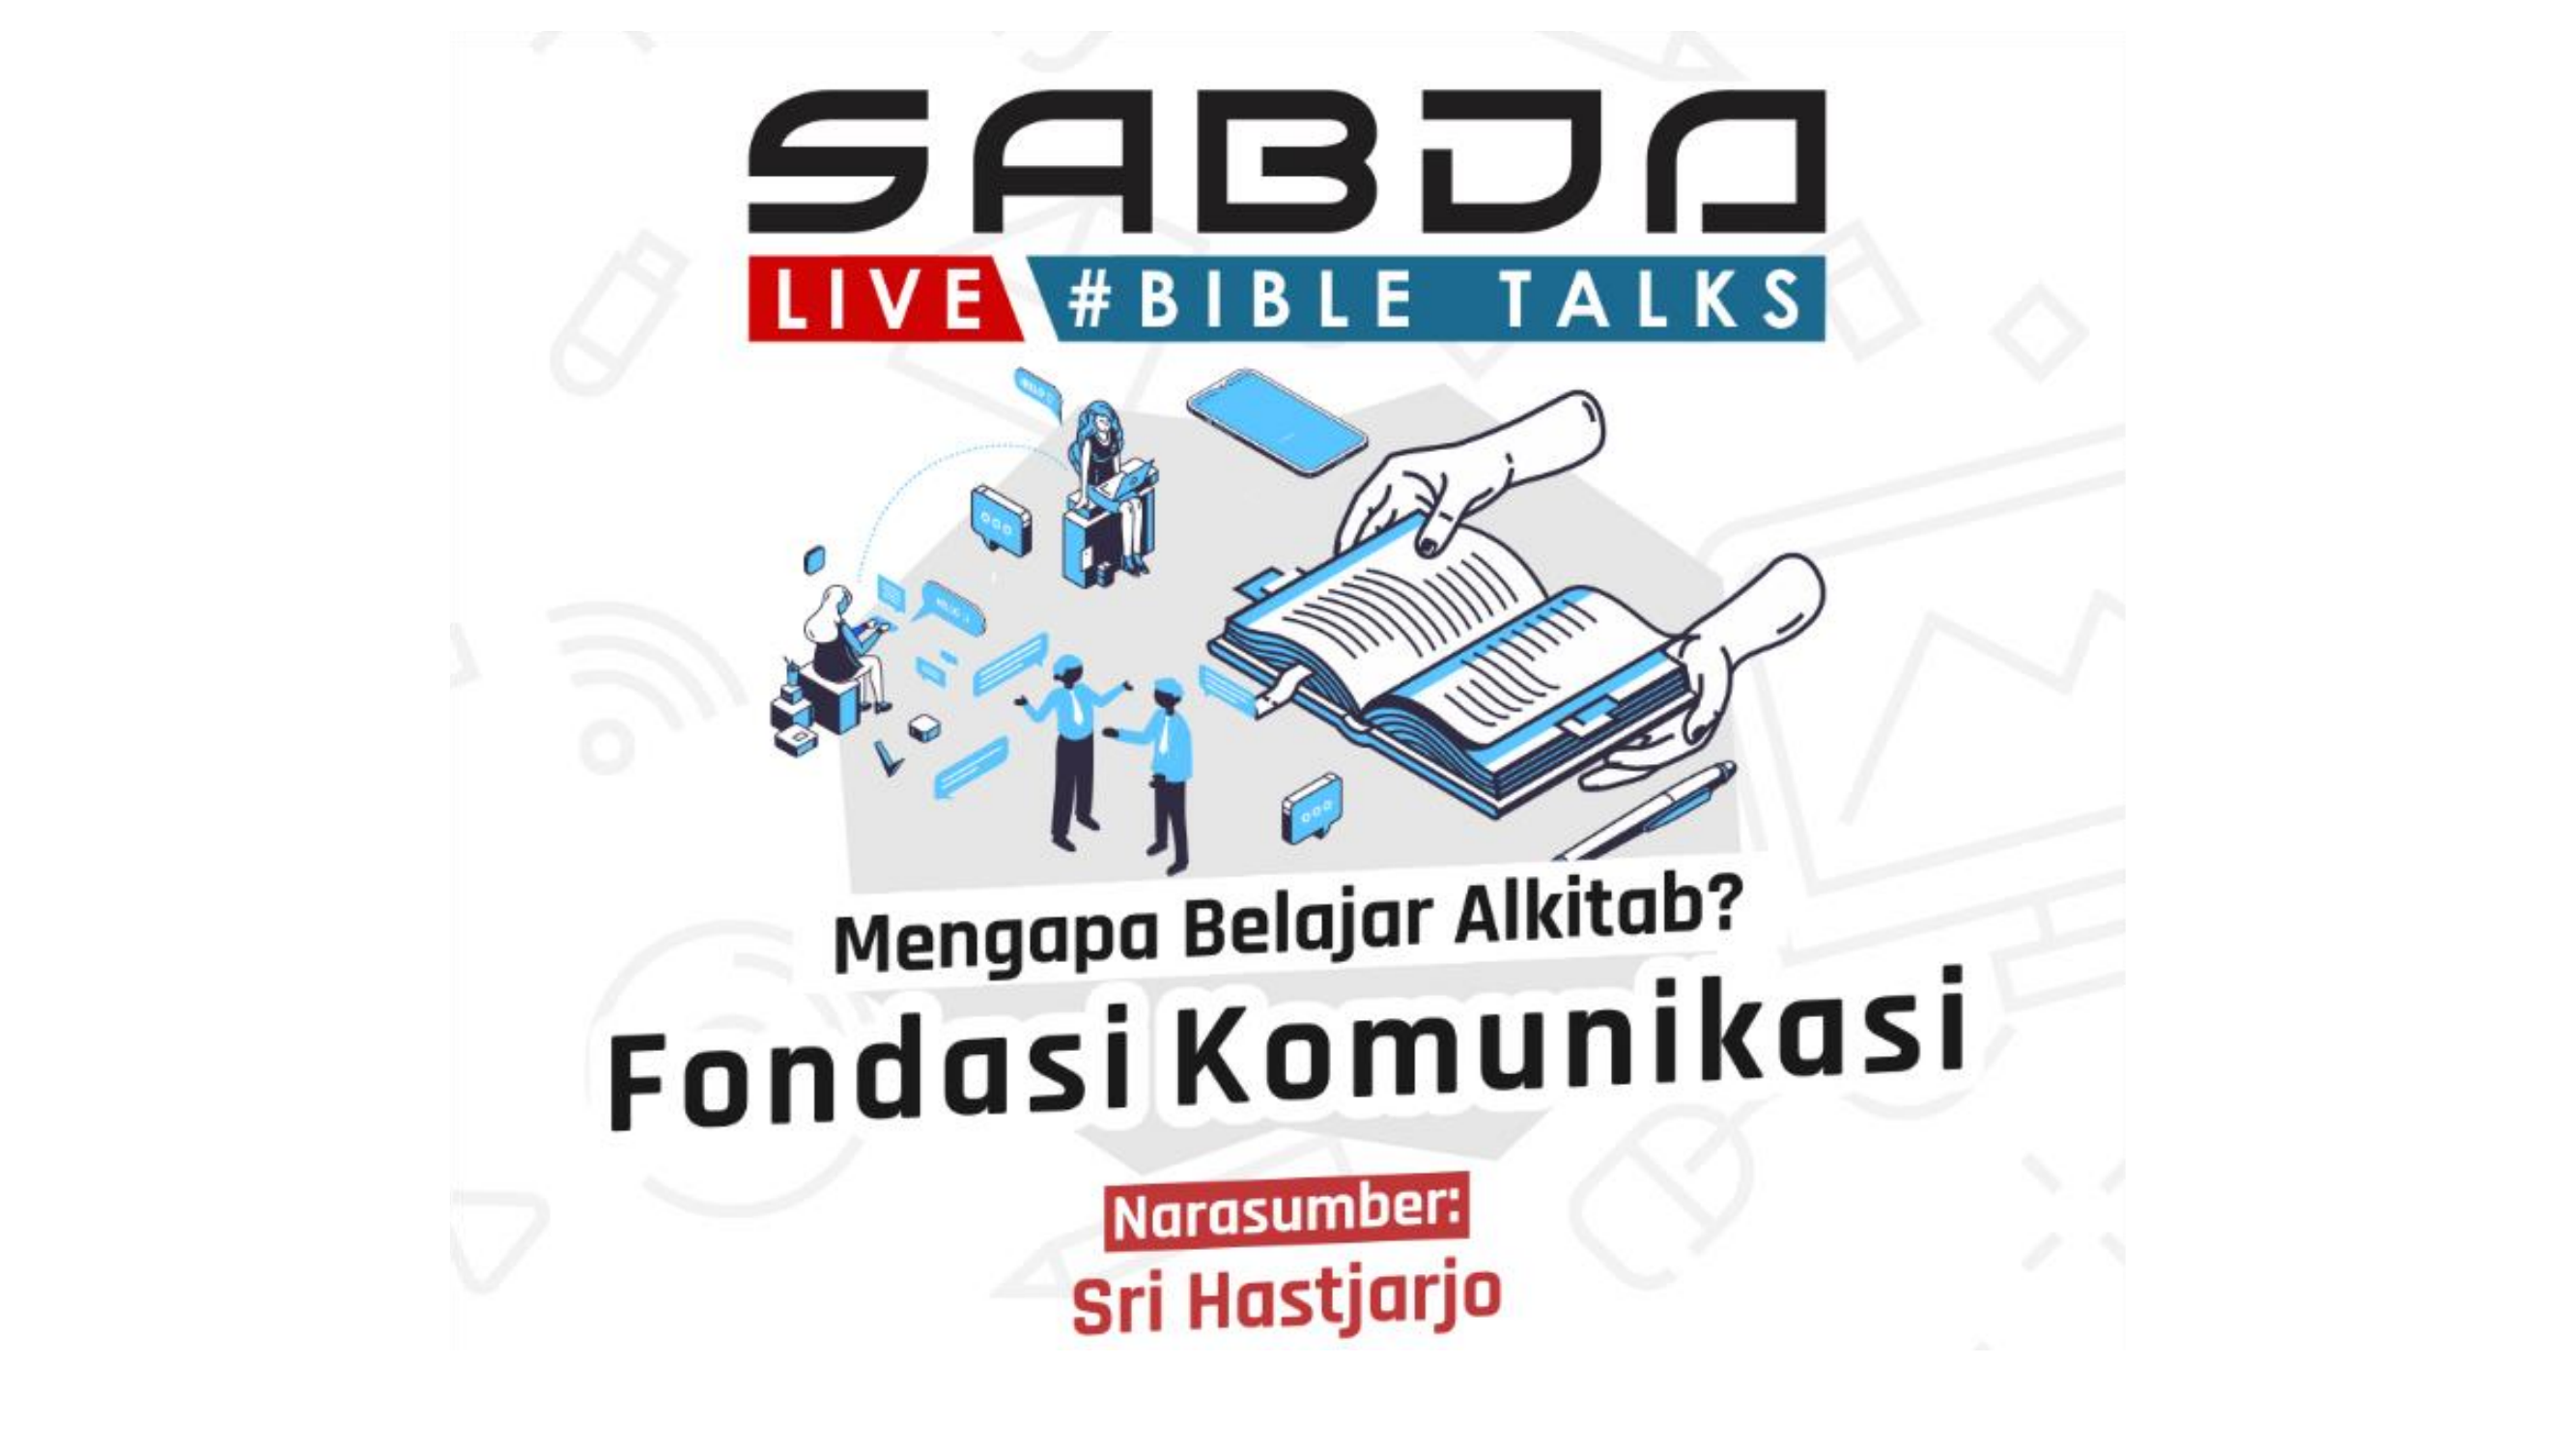 SABDA
LIVE #BIBLE TALKS
Mengapa Belajar Alkitab?
Fondasi Komunikasi
Narasumber:
Sri Hastjarjo